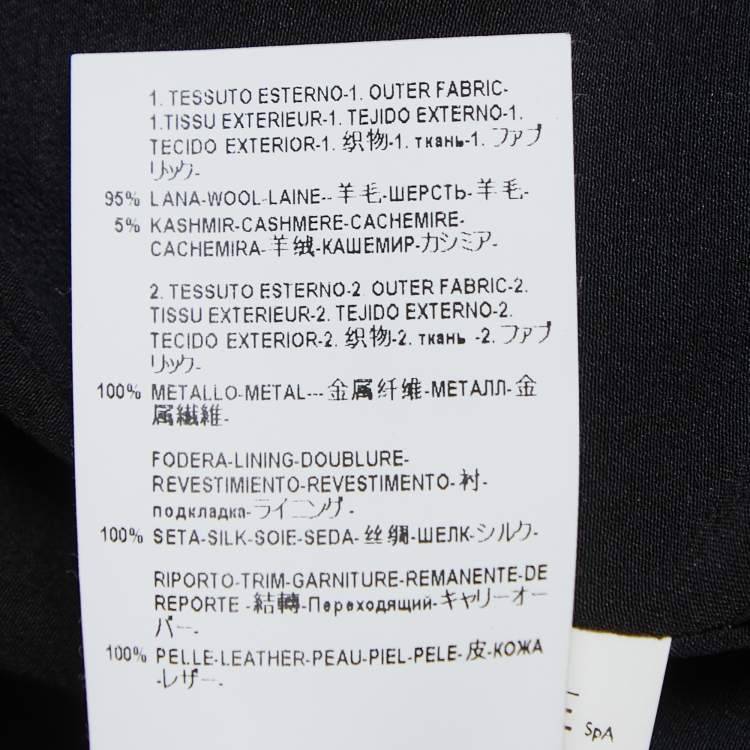 1. TESSUTO ESTERNO-1. OUTER FABRIC-
1.TISSU EXTERIEUR-1. TEJIDO EXTERNO-1.
TECIDO EXTERIOR-1. 织物-1. ткань-1. ファブ
リック-
95% LANA-WOOL-LAINE--羊毛-ШЕРСТЬ-羊毛-
5% KASHMIR-CASHMERE-CACHEMIRE-
CACHEMIRA-羊绒-КАШЕМИР-カシミア-
2. TESSUTO ESTERNO-2. OUTER FABRIC-2.
TISSU EXTERIEUR-2. TEJIDO EXTERNO-2.
TECIDO EXTERIOR-2. 织物-2. ткань -2. ファブ
リック-
100% METALLO-METAL---金属纤维-МЕТАЛЛ-金
属繊維-
FODERA-LINING-DOUBLURE-
REVESTIMIENTO-REVESTIMENTO-衬-
подкладка-ライニング-
100% SETA-SILK-SOIE-SEDA-丝绸-ШЕЛК-シルク-
RIPORTO-TRIM-GARNITURE-REMANENTE-DE
REPORTE -結轉-Переходящий-キャリーオー
バー-
100% PELLE-LEATHER-PEAU-PIEL-PELE-皮-КОЖА
-レザー-
SpA